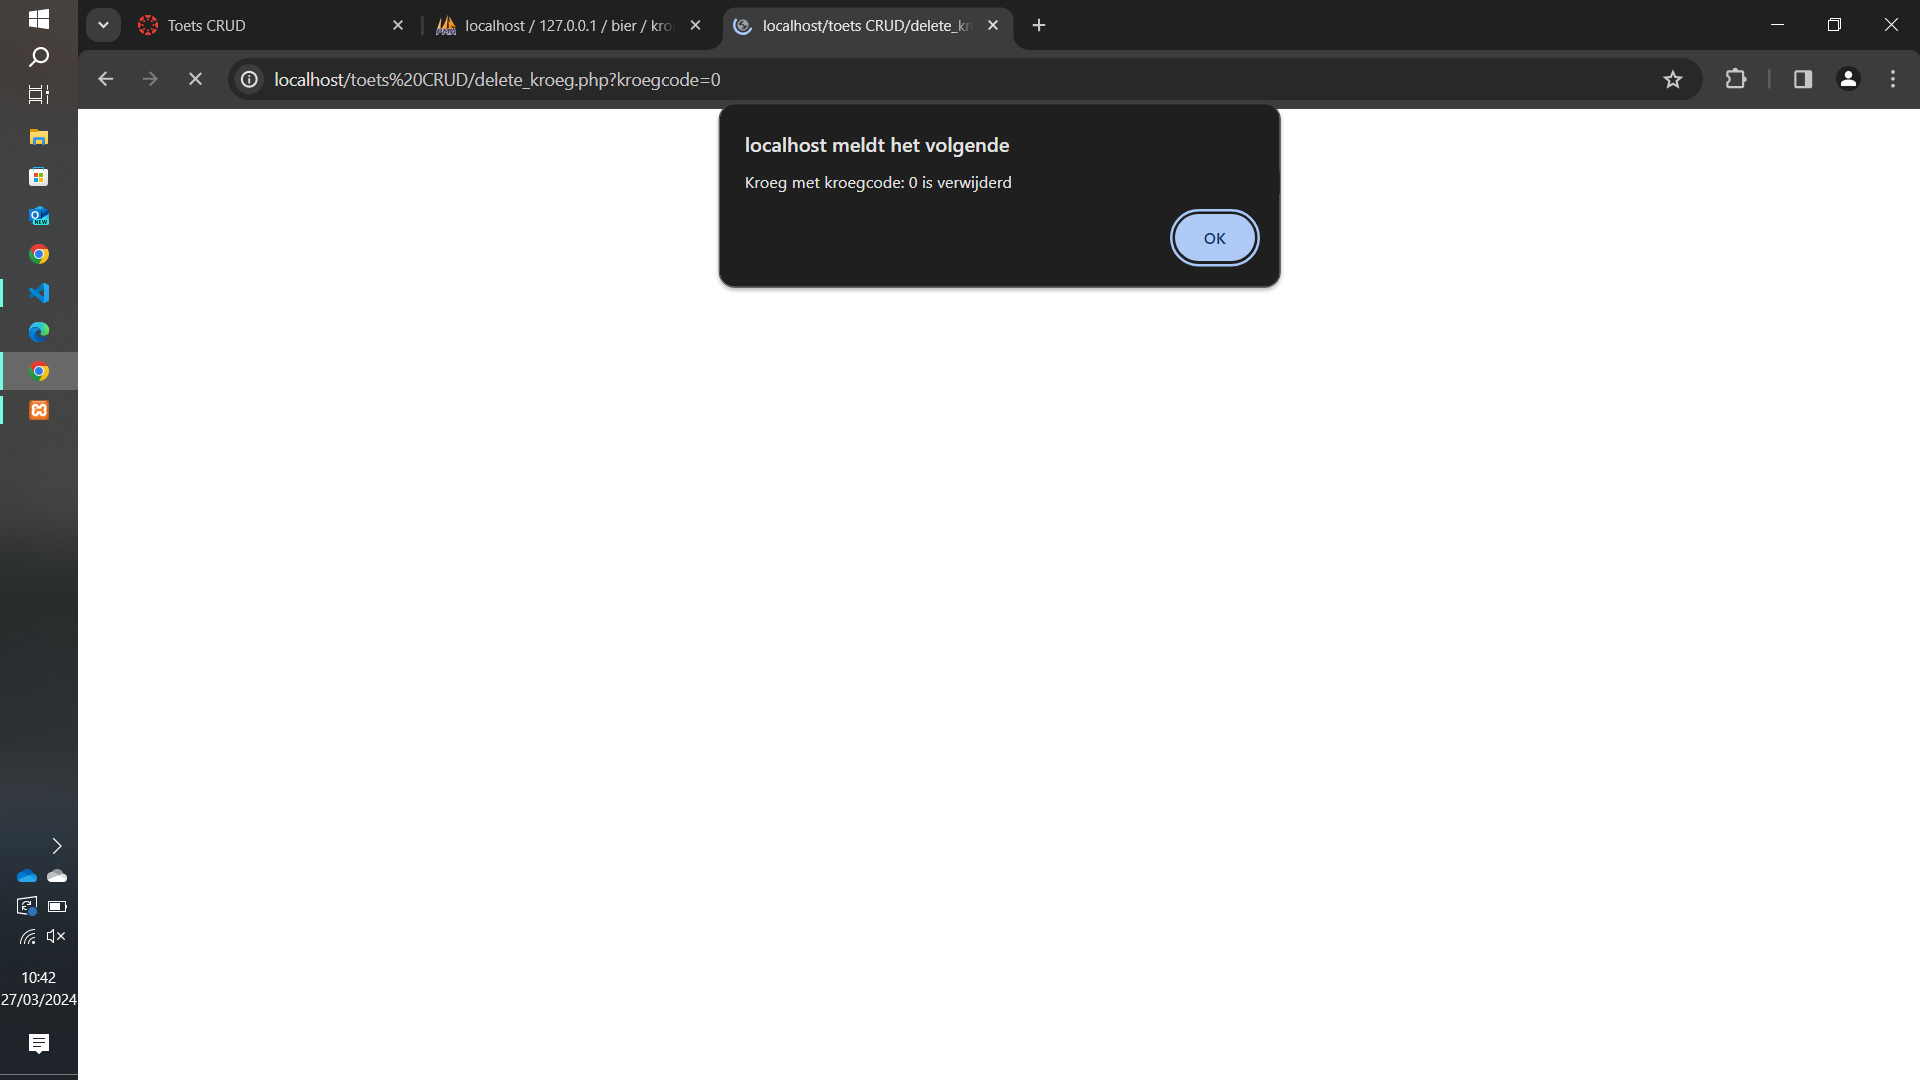 Toets CRUD
localhost / 127.0.0.1 / bier / kro
localhost/toets CRUD/delete_kr
localhost/toets%20CRUD/delete_kroeg.php?kroegcode=0
localhost meldt het volgende
Kroeg met kroegcode: 0 is verwijderd
OK
NEW
10:42
27/03/2024